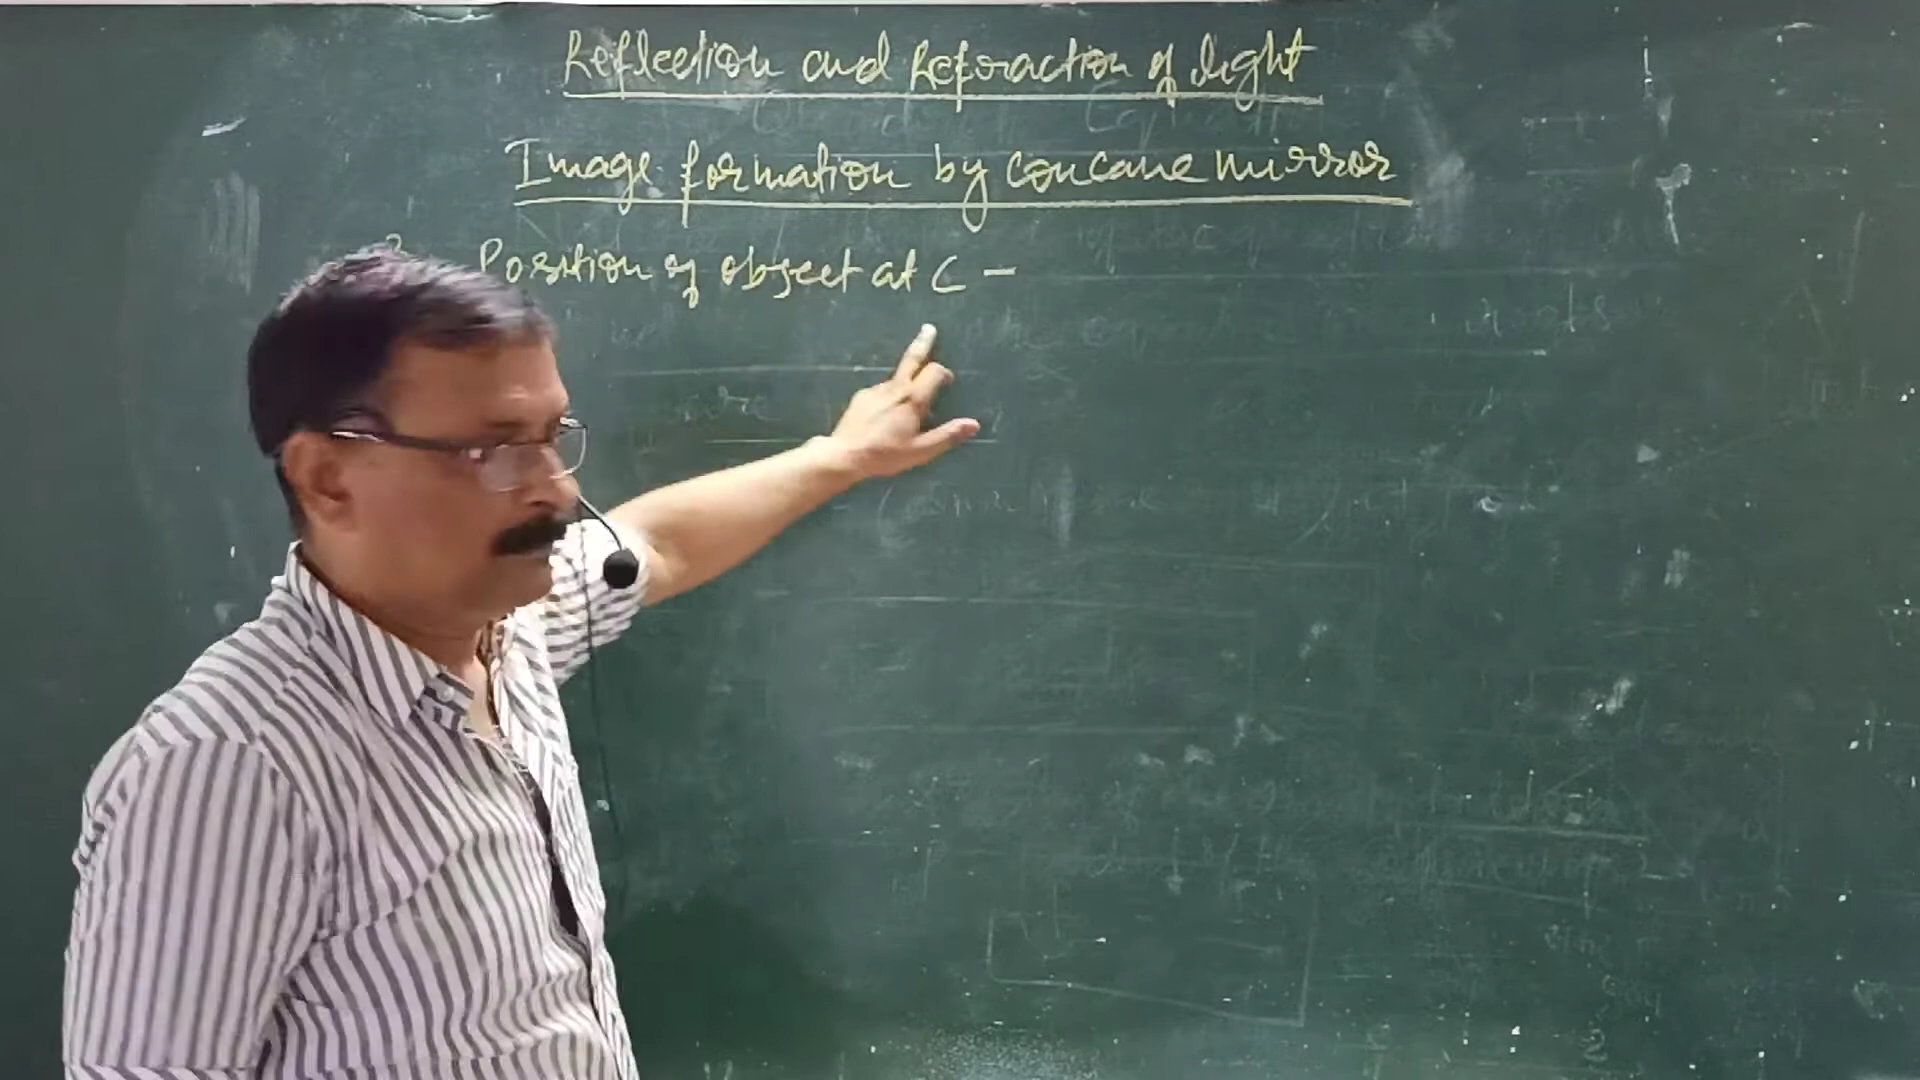 Reflection and Refraction of light
Image formation by concave mirror
Position of object at C -